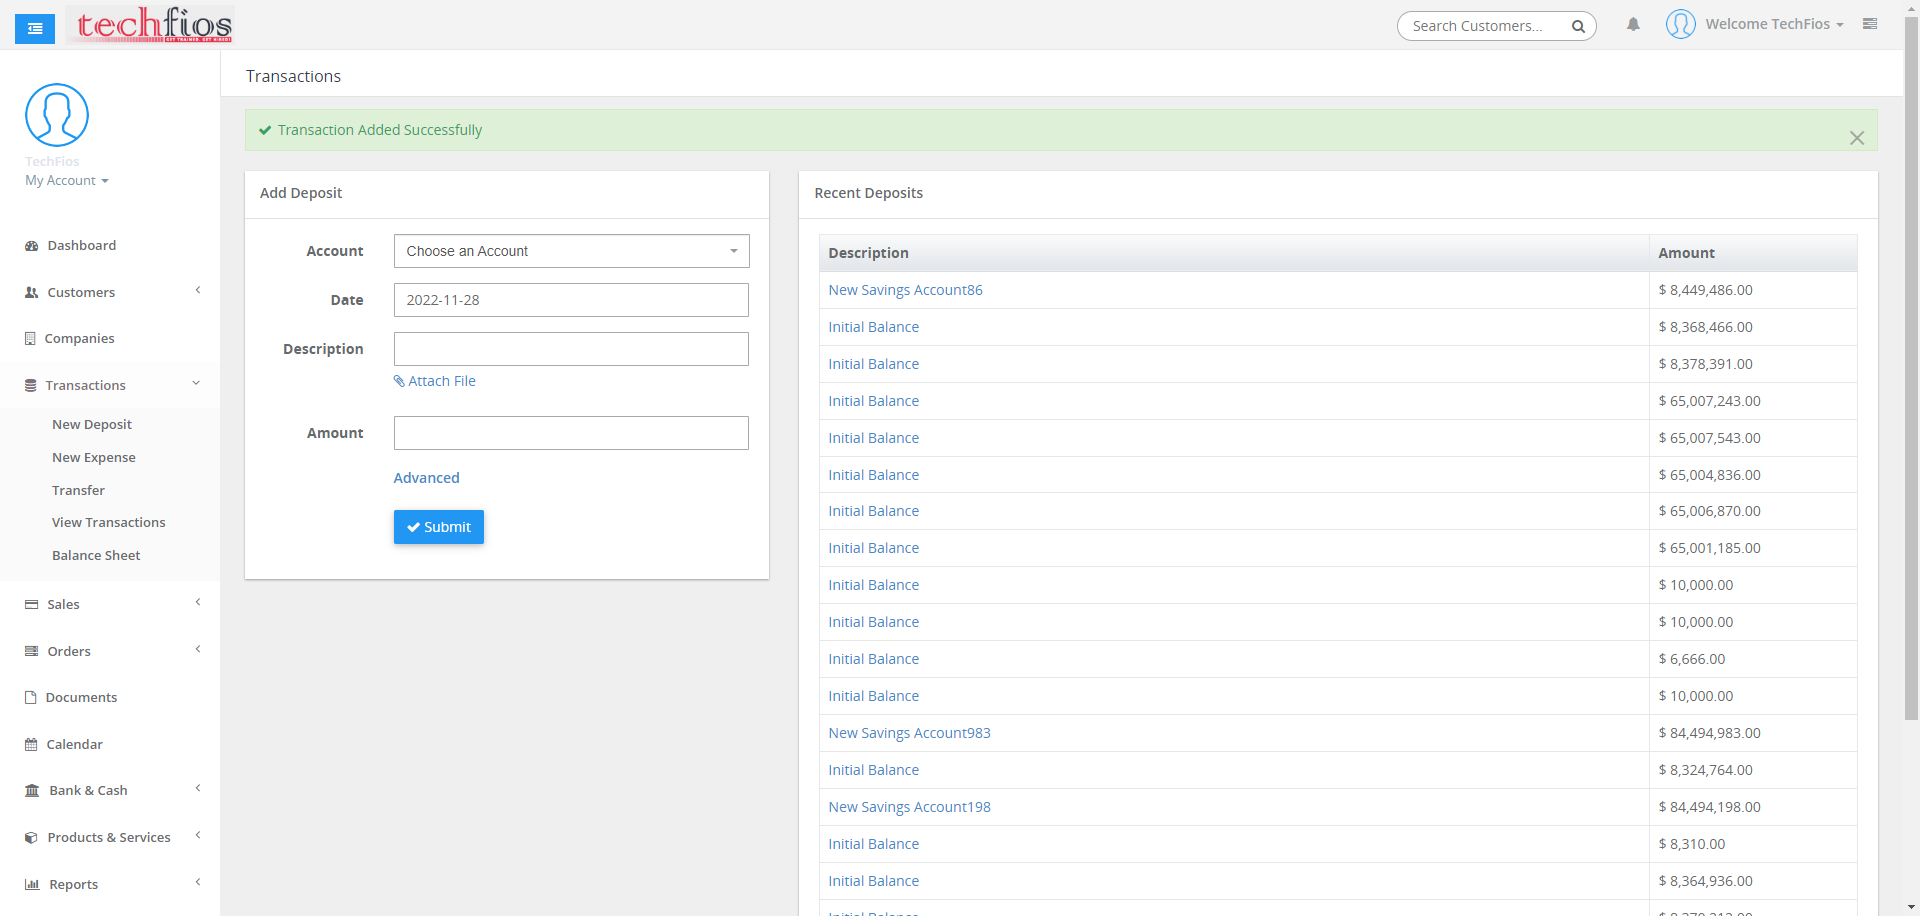 techfios
Search Customers...
Welcome TechFios
TechFios
My Account
Dashboard
Customers
Companies
Transactions
New Deposit
New Expense
Transfer
View Transactions
Balance Sheet
Sales
Orders
Documents
Calendar
Bank & Cash
Products & Services
Reports
Transactions
Transaction Added Successfully
Add Deposit
Account Choose an Account
Date 2022-11-28
Description
Attach File
Amount
Advanced
Submit
Recent Deposits
Description Amount
New Savings Account86 $ 8,449,486.00
Initial Balance $ 8,368,466.00
Initial Balance $ 8,378,391.00
Initial Balance $ 65,007,243.00
Initial Balance $ 65,007,543.00
Initial Balance $ 65,004,836.00
Initial Balance $ 65,006,870.00
Initial Balance $ 65,001,185.00
Initial Balance $ 10,000.00
Initial Balance $ 10,000.00
Initial Balance $ 6,666.00
Initial Balance $ 10,000.00
New Savings Account983 $ 84,494,983.00
Initial Balance $ 8,324,764.00
New Savings Account198 $ 84,494,198.00
Initial Balance $ 8,310.00
Initial Balance $ 8,364,936.00
Initial Balance